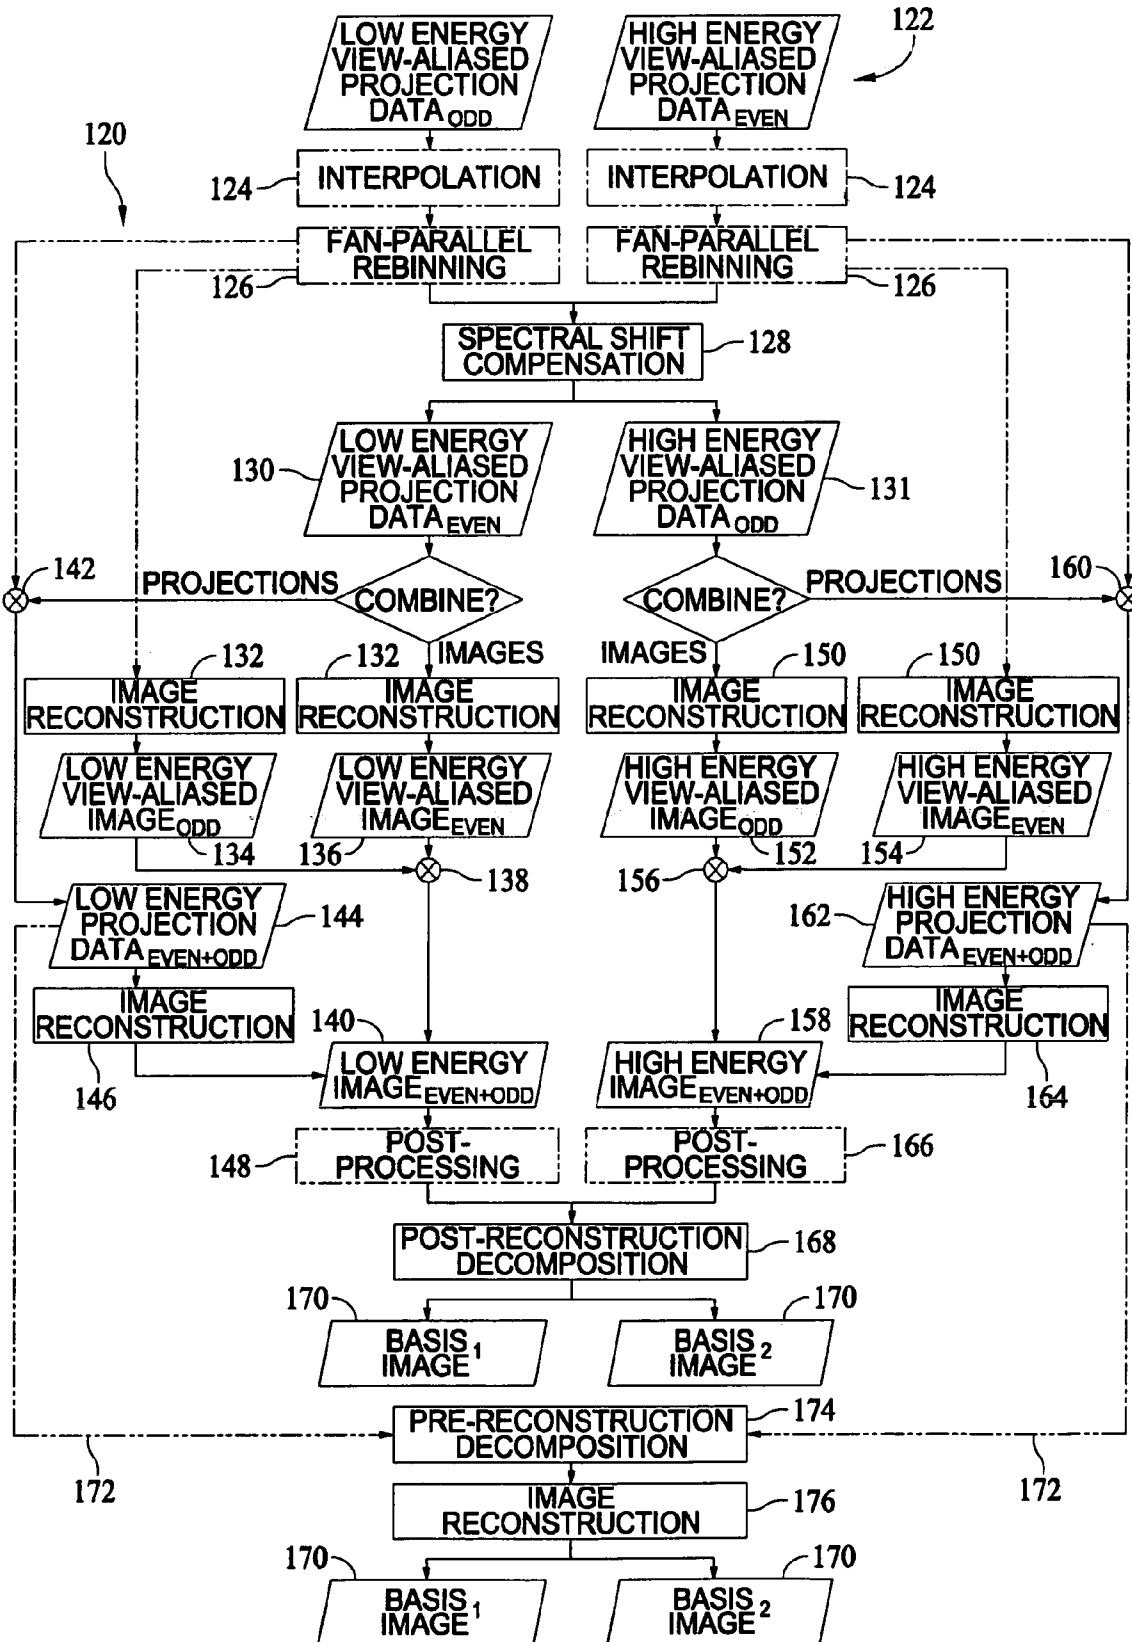 LOW ENERGY
VIEW-ALIASED
PROJECTION
DATA ODD
HIGH ENERGY
VIEW-ALIASED
PROJECTION
DATA EVEN
122
120
124
INTERPOLATION
INTERPOLATION
124
FAN-PARALLEL
REBINNING
FAN-PARALLEL
REBINNING
126
126
SPECTRAL SHIFT
COMPENSATION
128
130
LOW ENERGY
VIEW-ALIASED
PROJECTION
DATA EVEN
HIGH ENERGY
VIEW-ALIASED
PROJECTION
DATA ODD
131
142
PROJECTIONS
COMBINE?
COMBINE?
PROJECTIONS
160
IMAGES
IMAGES
132
132
150
150
IMAGE
RECONSTRUCTION
IMAGE
RECONSTRUCTION
IMAGE
RECONSTRUCTION
IMAGE
RECONSTRUCTION
LOW ENERGY
VIEW-ALIASED
IMAGE ODD
LOW ENERGY
VIEW-ALIASED
IMAGE EVEN
HIGH ENERGY
VIEW-ALIASED
IMAGE ODD
HIGH ENERGY
VIEW-ALIASED
IMAGE EVEN
134
136
138
152
154
156
LOW ENERGY
PROJECTION
DATA EVEN+ODD
144
162
HIGH ENERGY
PROJECTION
DATA EVEN+ODD
IMAGE
RECONSTRUCTION
146
140
LOW ENERGY
IMAGE EVEN+ODD
158
HIGH ENERGY
IMAGE EVEN+ODD
IMAGE
RECONSTRUCTION
164
148
POST-
PROCESSING
POST-
PROCESSING
166
POST-RECONSTRUCTION
DECOMPOSITION
168
170
BASIS
IMAGE 1
170
BASIS
IMAGE 2
PRE-RECONSTRUCTION
DECOMPOSITION
174
172
172
IMAGE
RECONSTRUCTION
176
170
BASIS
IMAGE 1
170
BASIS
IMAGE 2